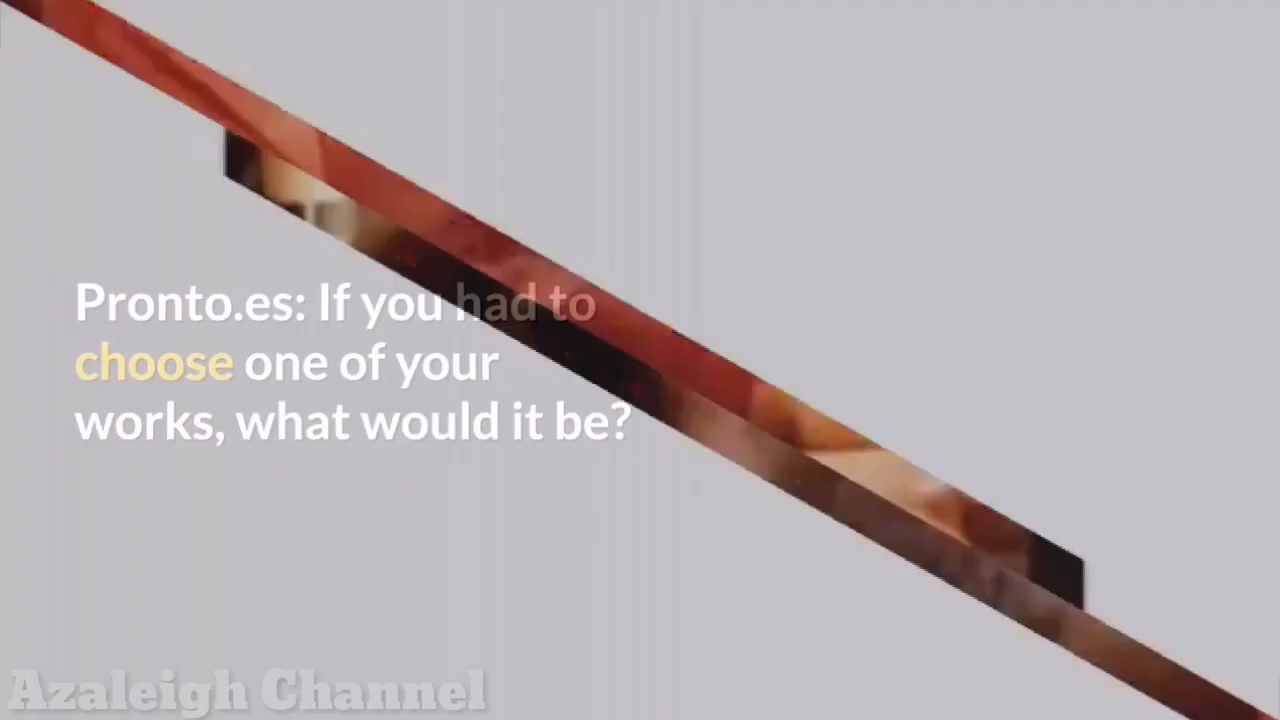 Pronto.es: If you had to
choose one of your
works, what would it be?
Azaleigh Channel